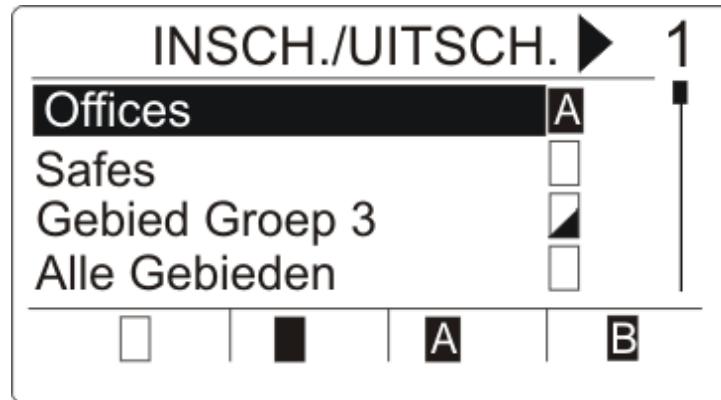 INSCH./UITSCH. ▶ 1
Offices A
Safes
Gebied Groep 3
Alle Gebieden
A B